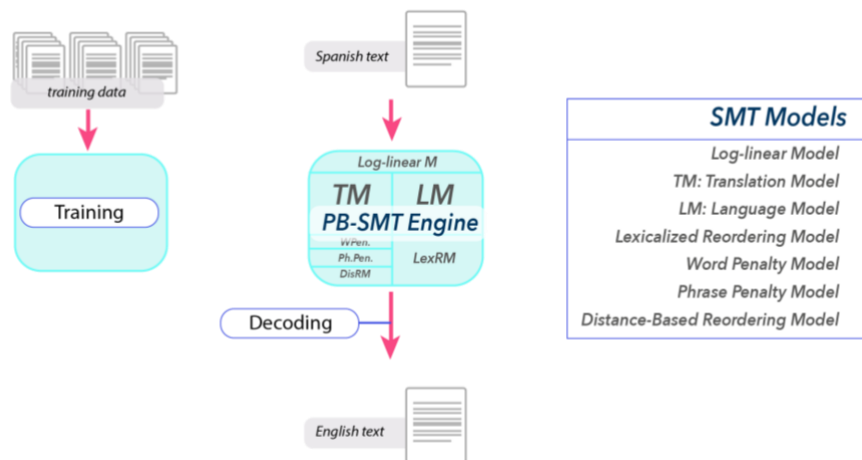 training data
Training
Spanish text
Log-linear M
TM LM
PB-SMT Engine
WPen.
Ph.Pen.
LexRM
DisRM
Decoding
English text
SMT Models
Log-linear Model
TM: Translation Model
LM: Language Model
Lexicalized Reordering Model
Word Penalty Model
Phrase Penalty Model
Distance-Based Reordering Model